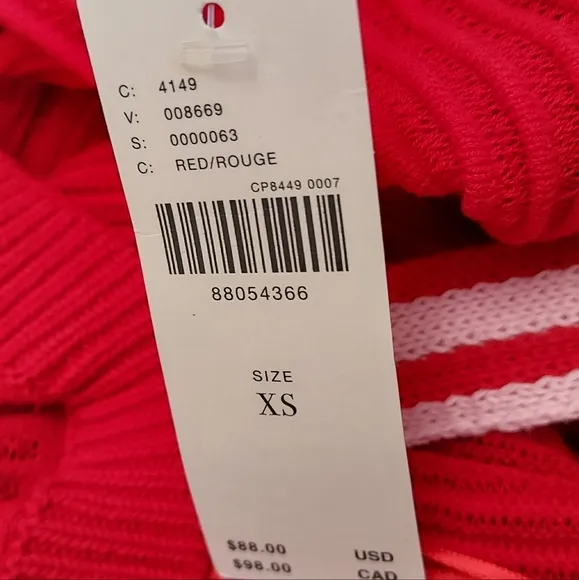 C: 4149
V: 008669
S: 0000063
C: RED/ROUGE
CP8449 0007
88054366
SIZE
XS
$88.00 USD
$98.00 CAD